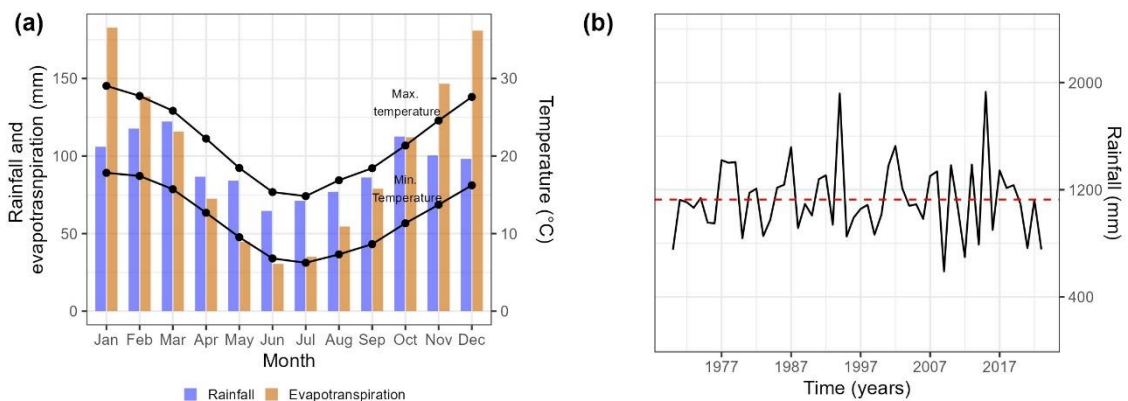 (a)
Rainfall and
evapotrasnpiration (mm)
150
100
50
0
Max.
temperature
Min.
Temperature
30
20
10
0
Temperature (°C)
Jan Feb Mar Apr May Jun Jul Aug Sep Oct Nov Dec
Month
Rainfall Evapotranspiration
(b)
2000
1200
400
Rainfall
(mm)
1977 1987 1997 2007 2017
Time (years)